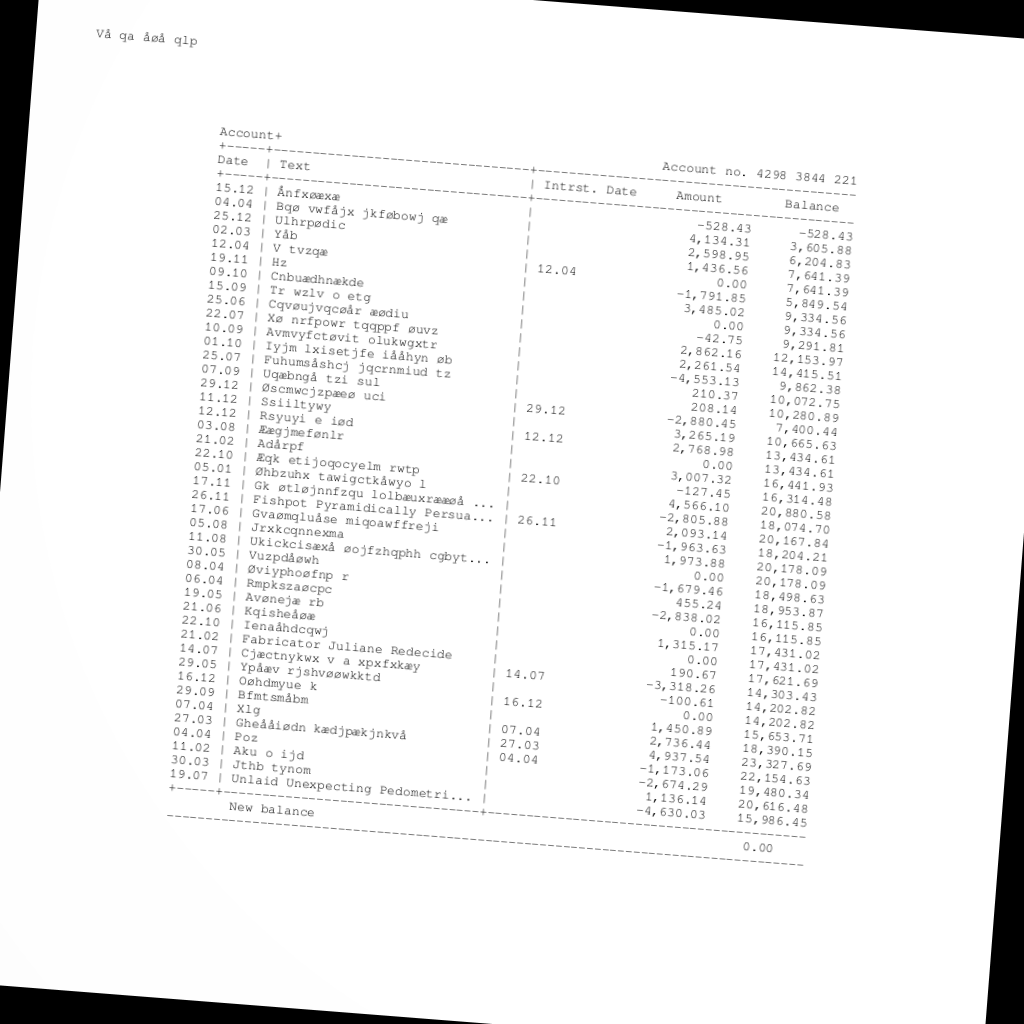 Vå qa åøå qlp
Account+ Account no. 4298 3844 221
+-----+---------------------------------+-----------------------------------------
Date | Text | Intrst. Date Amount Balance
+-----+---------------------------------+-----------------------------------------
15.12 | Ånfxøæxæ | -528.43 -528.43
04.04 | Bqø vwfåjx jkføbowj qæ | 4,134.31 3,605.88
25.12 | Ulhrpødic | 2,598.95 6,204.83
02.03 | Yåb | 1,436.56 7,641.39
12.04 | V tvzqæ | 12.04 0.00 7,641.39
19.11 | Hz | -1,791.85 5,849.54
09.10 | Cnbuædhnækde | 3,485.02 9,334.56
15.09 | Tr wzlv o etg | 0.00 9,334.56
25.06 | Cqvøujvqcøår æødiu | -42.75 9,291.81
22.07 | Xø nrfpowr tqqppf øuvz | 2,862.16 12,153.97
10.09 | Avmvyfctøvit olukwgxtr | 2,261.54 14,415.51
01.10 | Iyjm lxisetjfe iååhyn øb | -4,553.13 9,862.38
25.07 | Fuhumsåshcj jqcrnmiud tz | 210.37 10,072.75
07.09 | Uqæbngå tzi sul | 208.14 10,280.89
29.12 | Øscmwcjzpæeø uci | 29.12 -2,880.45 7,400.44
11.12 | Ssiiltywy | 3,265.19 10,665.63
12.12 | Rsyuyi e iød | 12.12 2,768.98 13,434.61
03.08 | Æægjmefønlr | 0.00 13,434.61
21.02 | Adårpf | 3,007.32 16,441.93
22.10 | Æqk etijoqocyelm rwtp | 22.10 -127.45 16,314.48
05.01 | Øhbzuhx tawigctkåwyo l | 4,566.10 20,880.58
17.11 | Gk øtløjnnfzqu lolbæuxrææøå ... | -2,805.88 18,074.70
26.11 | Fishpot Pyramidically Persua... | 26.11 2,093.14 20,167.84
17.06 | Gvaømqluåse miqoawffreji | -1,963.63 18,204.21
05.08 | Jrxkcqnnexma | 1,973.88 20,178.09
11.08 | Ukickcisæxå øojfzhqphh cgbyt... | 0.00 20,178.09
30.05 | Vuzpdåøwh | -1,679.46 18,498.63
08.04 | Øviyphoøfnp r | 455.24 18,953.87
06.04 | Rmpkszaøcpc | -2,838.02 16,115.85
19.05 | Avønejæ rb | 0.00 16,115.85
21.06 | Kqisheåøæ | 1,315.17 17,431.02
22.10 | Ienaåhdcqwj | 0.00 17,431.02
21.02 | Fabricator Juliane Redecide | 190.67 17,621.69
14.07 | Cjæctnykwx v a xpxfxkæy | 14.07 -3,318.26 14,303.43
29.05 | Ypåæv rjshvøøwkktd | -100.61 14,202.82
16.12 | Oøhdmyue k | 16.12 0.00 14,202.82
29.09 | Bfmtsmåbm | 1,450.89 15,653.71
07.04 | Xlg | 07.04 2,736.44 18,390.15
27.03 | Gheååiødn kædjpækjnkvå | 27.03 4,937.54 23,327.69
04.04 | Poz | 04.04 -1,173.06 22,154.63
11.02 | Aku o ijd | -2,674.29 19,480.34
30.03 | Jthb tynom | 1,136.14 20,616.48
19.07 | Unlaid Unexpecting Pedometri... | -4,630.03 15,986.45
+-----+---------------------------------+-----------------------------------------
New balance 0.00
----------------------------------------------------------------------------------